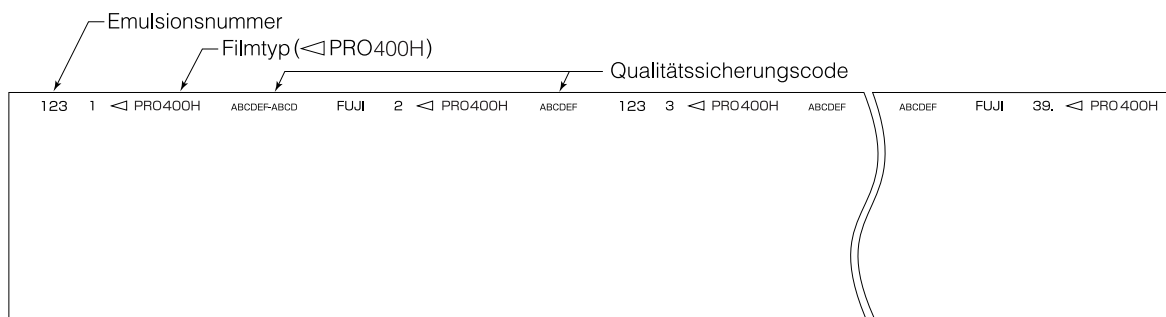 Emulsionsnummer
Filmtyp (◁ PRO400H)
Qualitätssicherungscode
123 1 ◁ PRO400H ABCDEF-ABCD FUJI 2 ◁ PRO400H ABCDEF 123 3 ◁ PRO400H ABCDEF ABCDEF FUJI 39. ◁ PRO400H